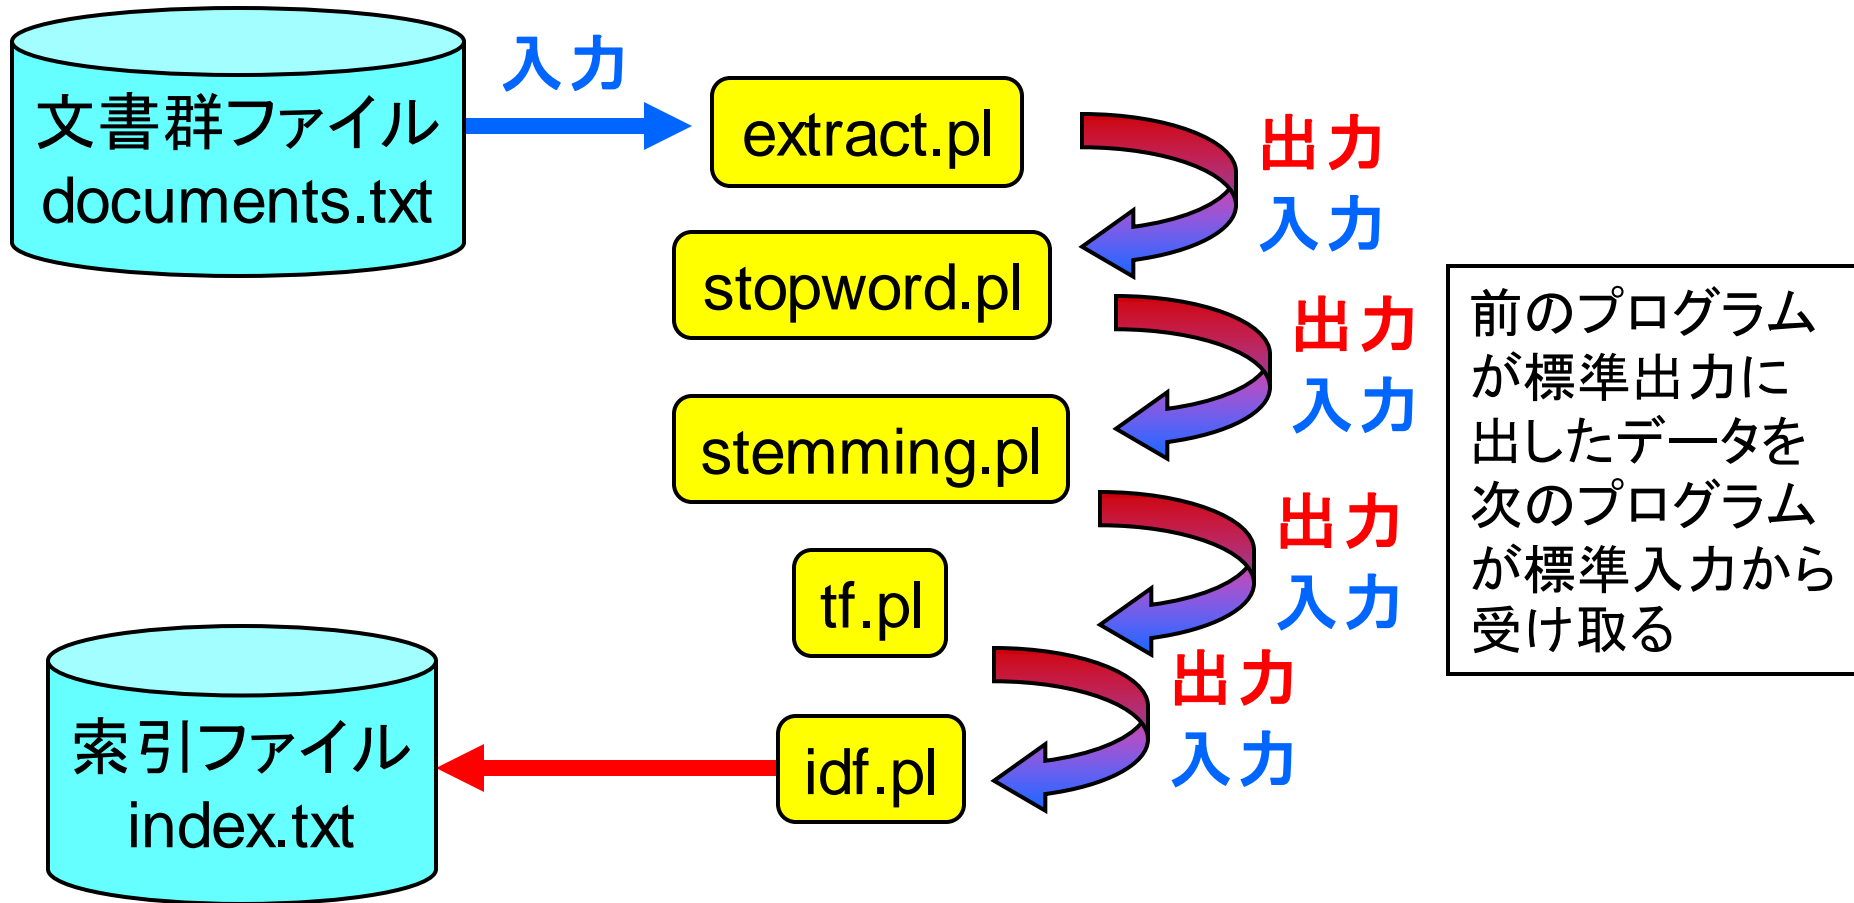 文書群ファイル
documents.txt
入力
extract.pl
出力
入力
stopword.pl
出力
入力
stemming.pl
出力
入力
tf.pl
出力
入力
idf.pl
索引ファイル
index.txt
前のプログラム
が標準出力に
出したデータを
次のプログラム
が標準入力から
受け取る